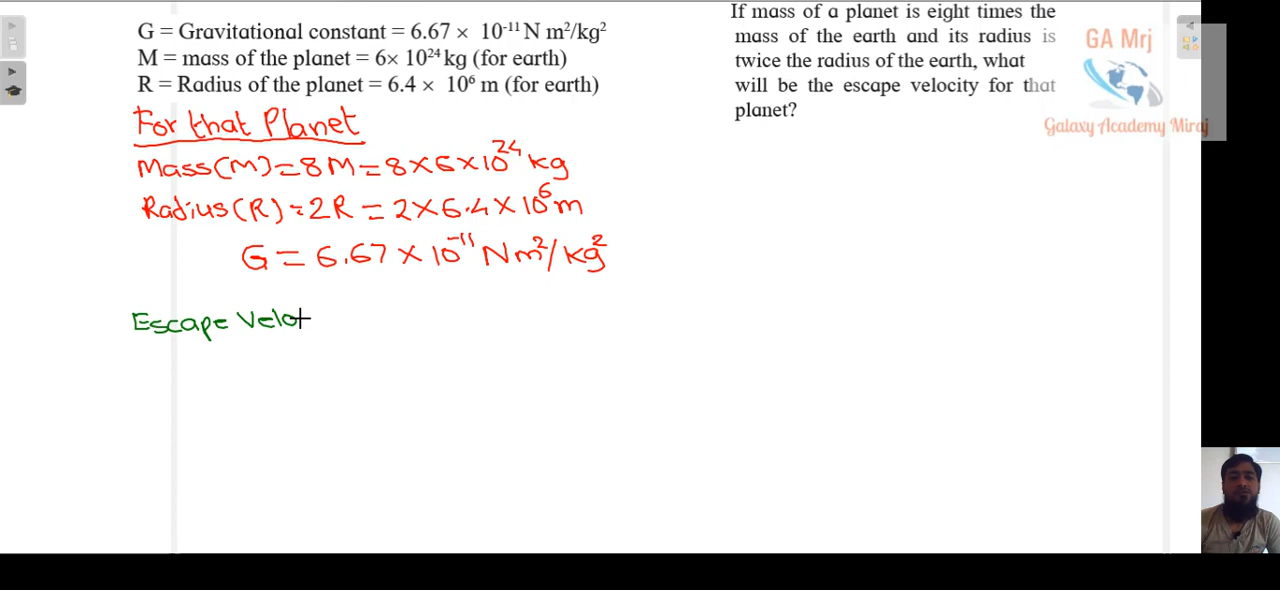 G = Gravitational constant = 6.67 × 10⁻¹¹ N m²/kg²
M = mass of the planet = 6× 10²⁴ kg (for earth)
R = Radius of the planet = 6.4 × 10⁶ m (for earth)
For that Planet
Mass(M)=8M=8×6×10²⁴ kg
Radius(R)=2R=2×6.4×10⁶m
G=6.67×10⁻¹¹ Nm²/kg²
Escape Velo
If mass of a planet is eight times the
mass of the earth and its radius is
twice the radius of the earth, what
will be the escape velocity for that
planet?
GA Mrj
Galaxy Academy Miraj